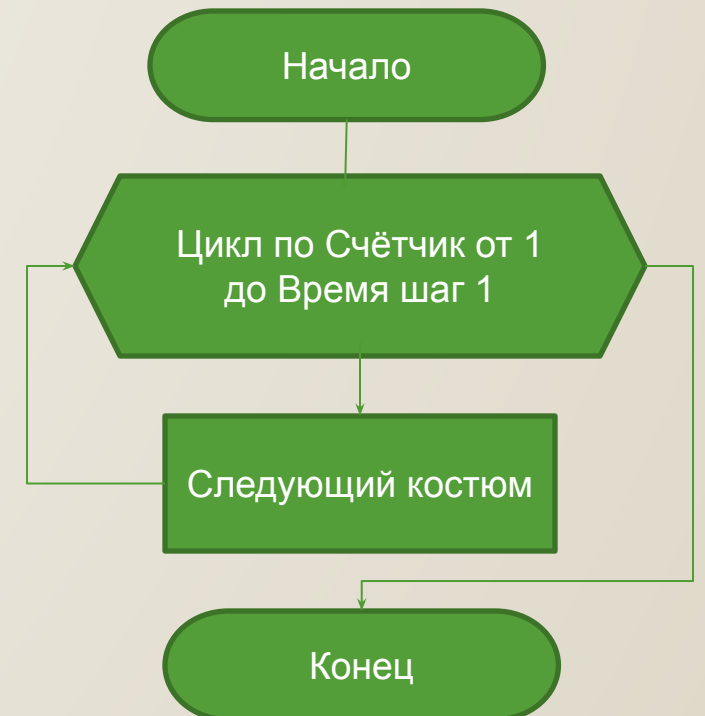 Начало
Цикл по Счётчик от 1
до Время шаг 1
Следующий костюм
Конец